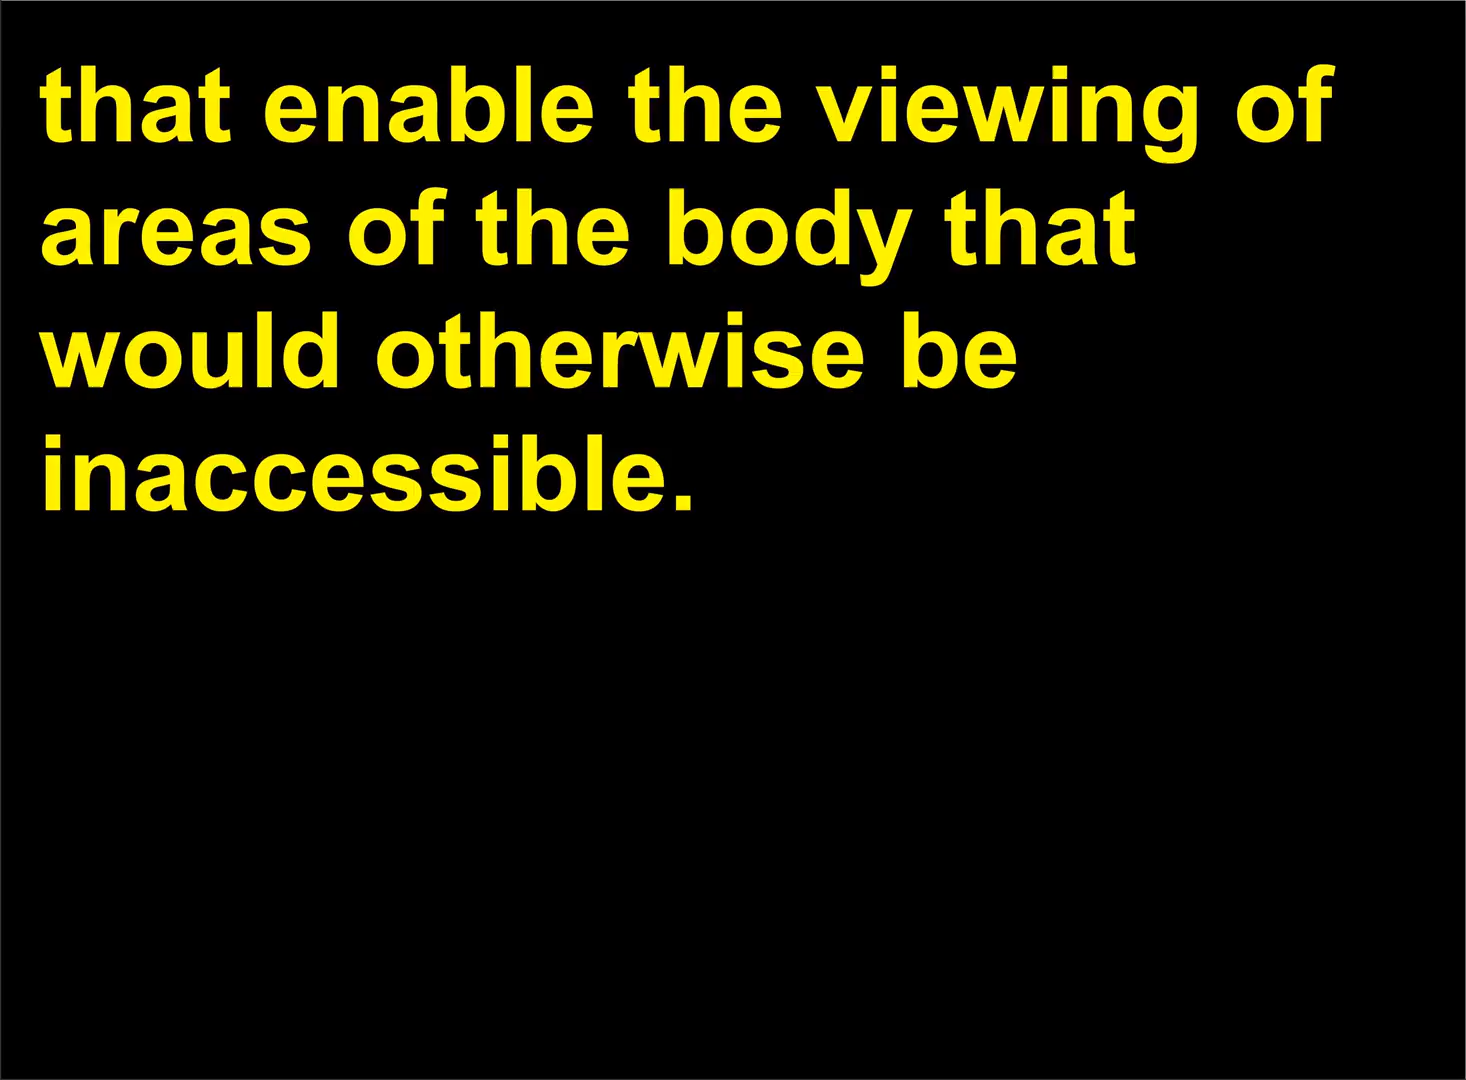 that enable the viewing of
areas of the body that
would otherwise be
inaccessible.